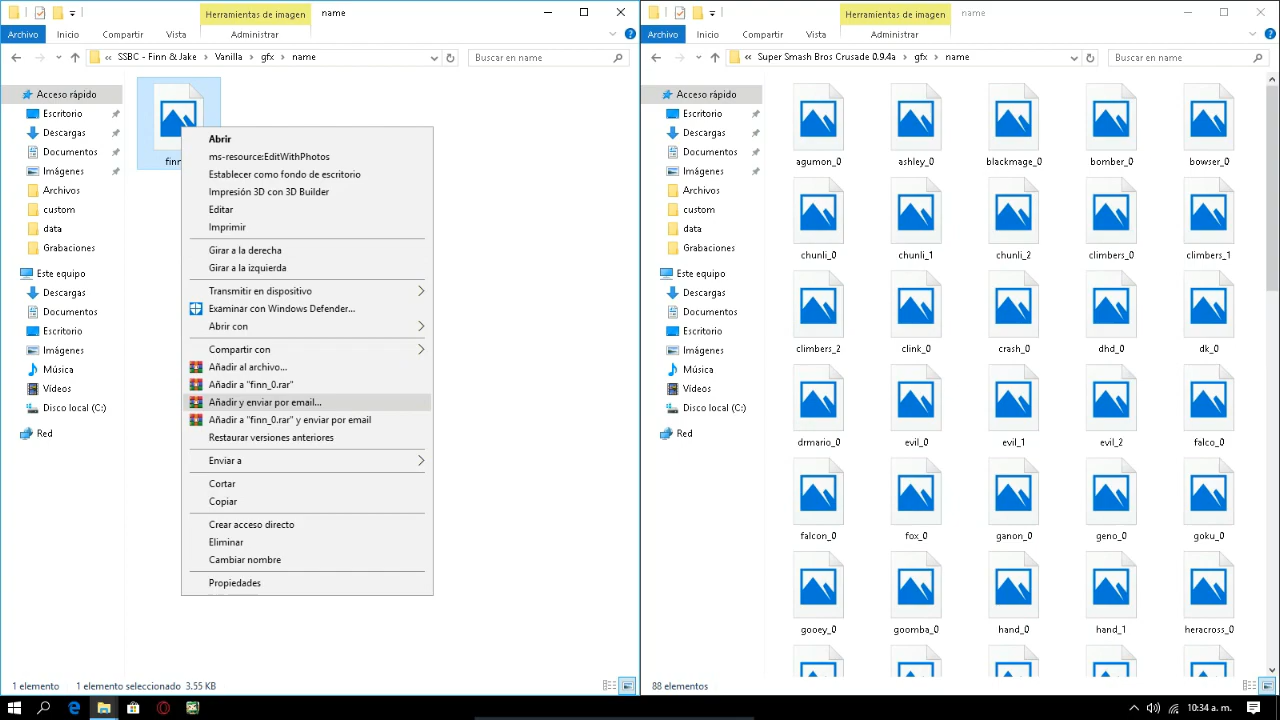 Herramientas de imagen
name
Archivo
Inicio
Compartir
Vista
Administrar
« SSBC - Finn & Jake > Vanilla > gfx > name
Buscar en name
Acceso rápido
Escritorio
Descargas
Documentos
Imágenes
Archivos
custom
data
Grabaciones
Este equipo
Descargas
Documentos
Escritorio
Imágenes
Música
Vídeos
Disco local (C:)
Red
finn
Abrir
ms-resource:EditWithPhotos
Establecer como fondo de escritorio
Impresión 3D con 3D Builder
Editar
Imprimir
Girar a la derecha
Girar a la izquierda
Transmitir en dispositivo
Examinar con Windows Defender...
Abrir con
Compartir con
Añadir al archivo...
Añadir a "finn_0.rar"
Añadir y enviar por email...
Añadir a "finn_0.rar" y enviar por email
Restaurar versiones anteriores
Enviar a
Cortar
Copiar
Crear acceso directo
Eliminar
Cambiar nombre
Propiedades
1 elemento
1 elemento seleccionado 3.55 KB
Herramientas de imagen
name
Archivo
Inicio
Compartir
Vista
Administrar
« Super Smash Bros Crusade 0.9.4a > gfx > name
Buscar en name
Acceso rápido
Escritorio
Descargas
Documentos
Imágenes
Archivos
custom
data
Grabaciones
Este equipo
Descargas
Documentos
Escritorio
Imágenes
Música
Vídeos
Disco local (C:)
Red
agumon_0
ashley_0
blackmage_0
bomber_0
bowser_0
chunli_0
chunli_1
chunli_2
climbers_0
climbers_1
climbers_2
clink_0
crash_0
dhd_0
dk_0
drmario_0
evil_0
evil_1
evil_2
falco_0
falcon_0
fox_0
ganon_0
geno_0
goku_0
gooey_0
goomba_0
hand_0
hand_1
heracross_0
88 elementos
10:34 a. m.